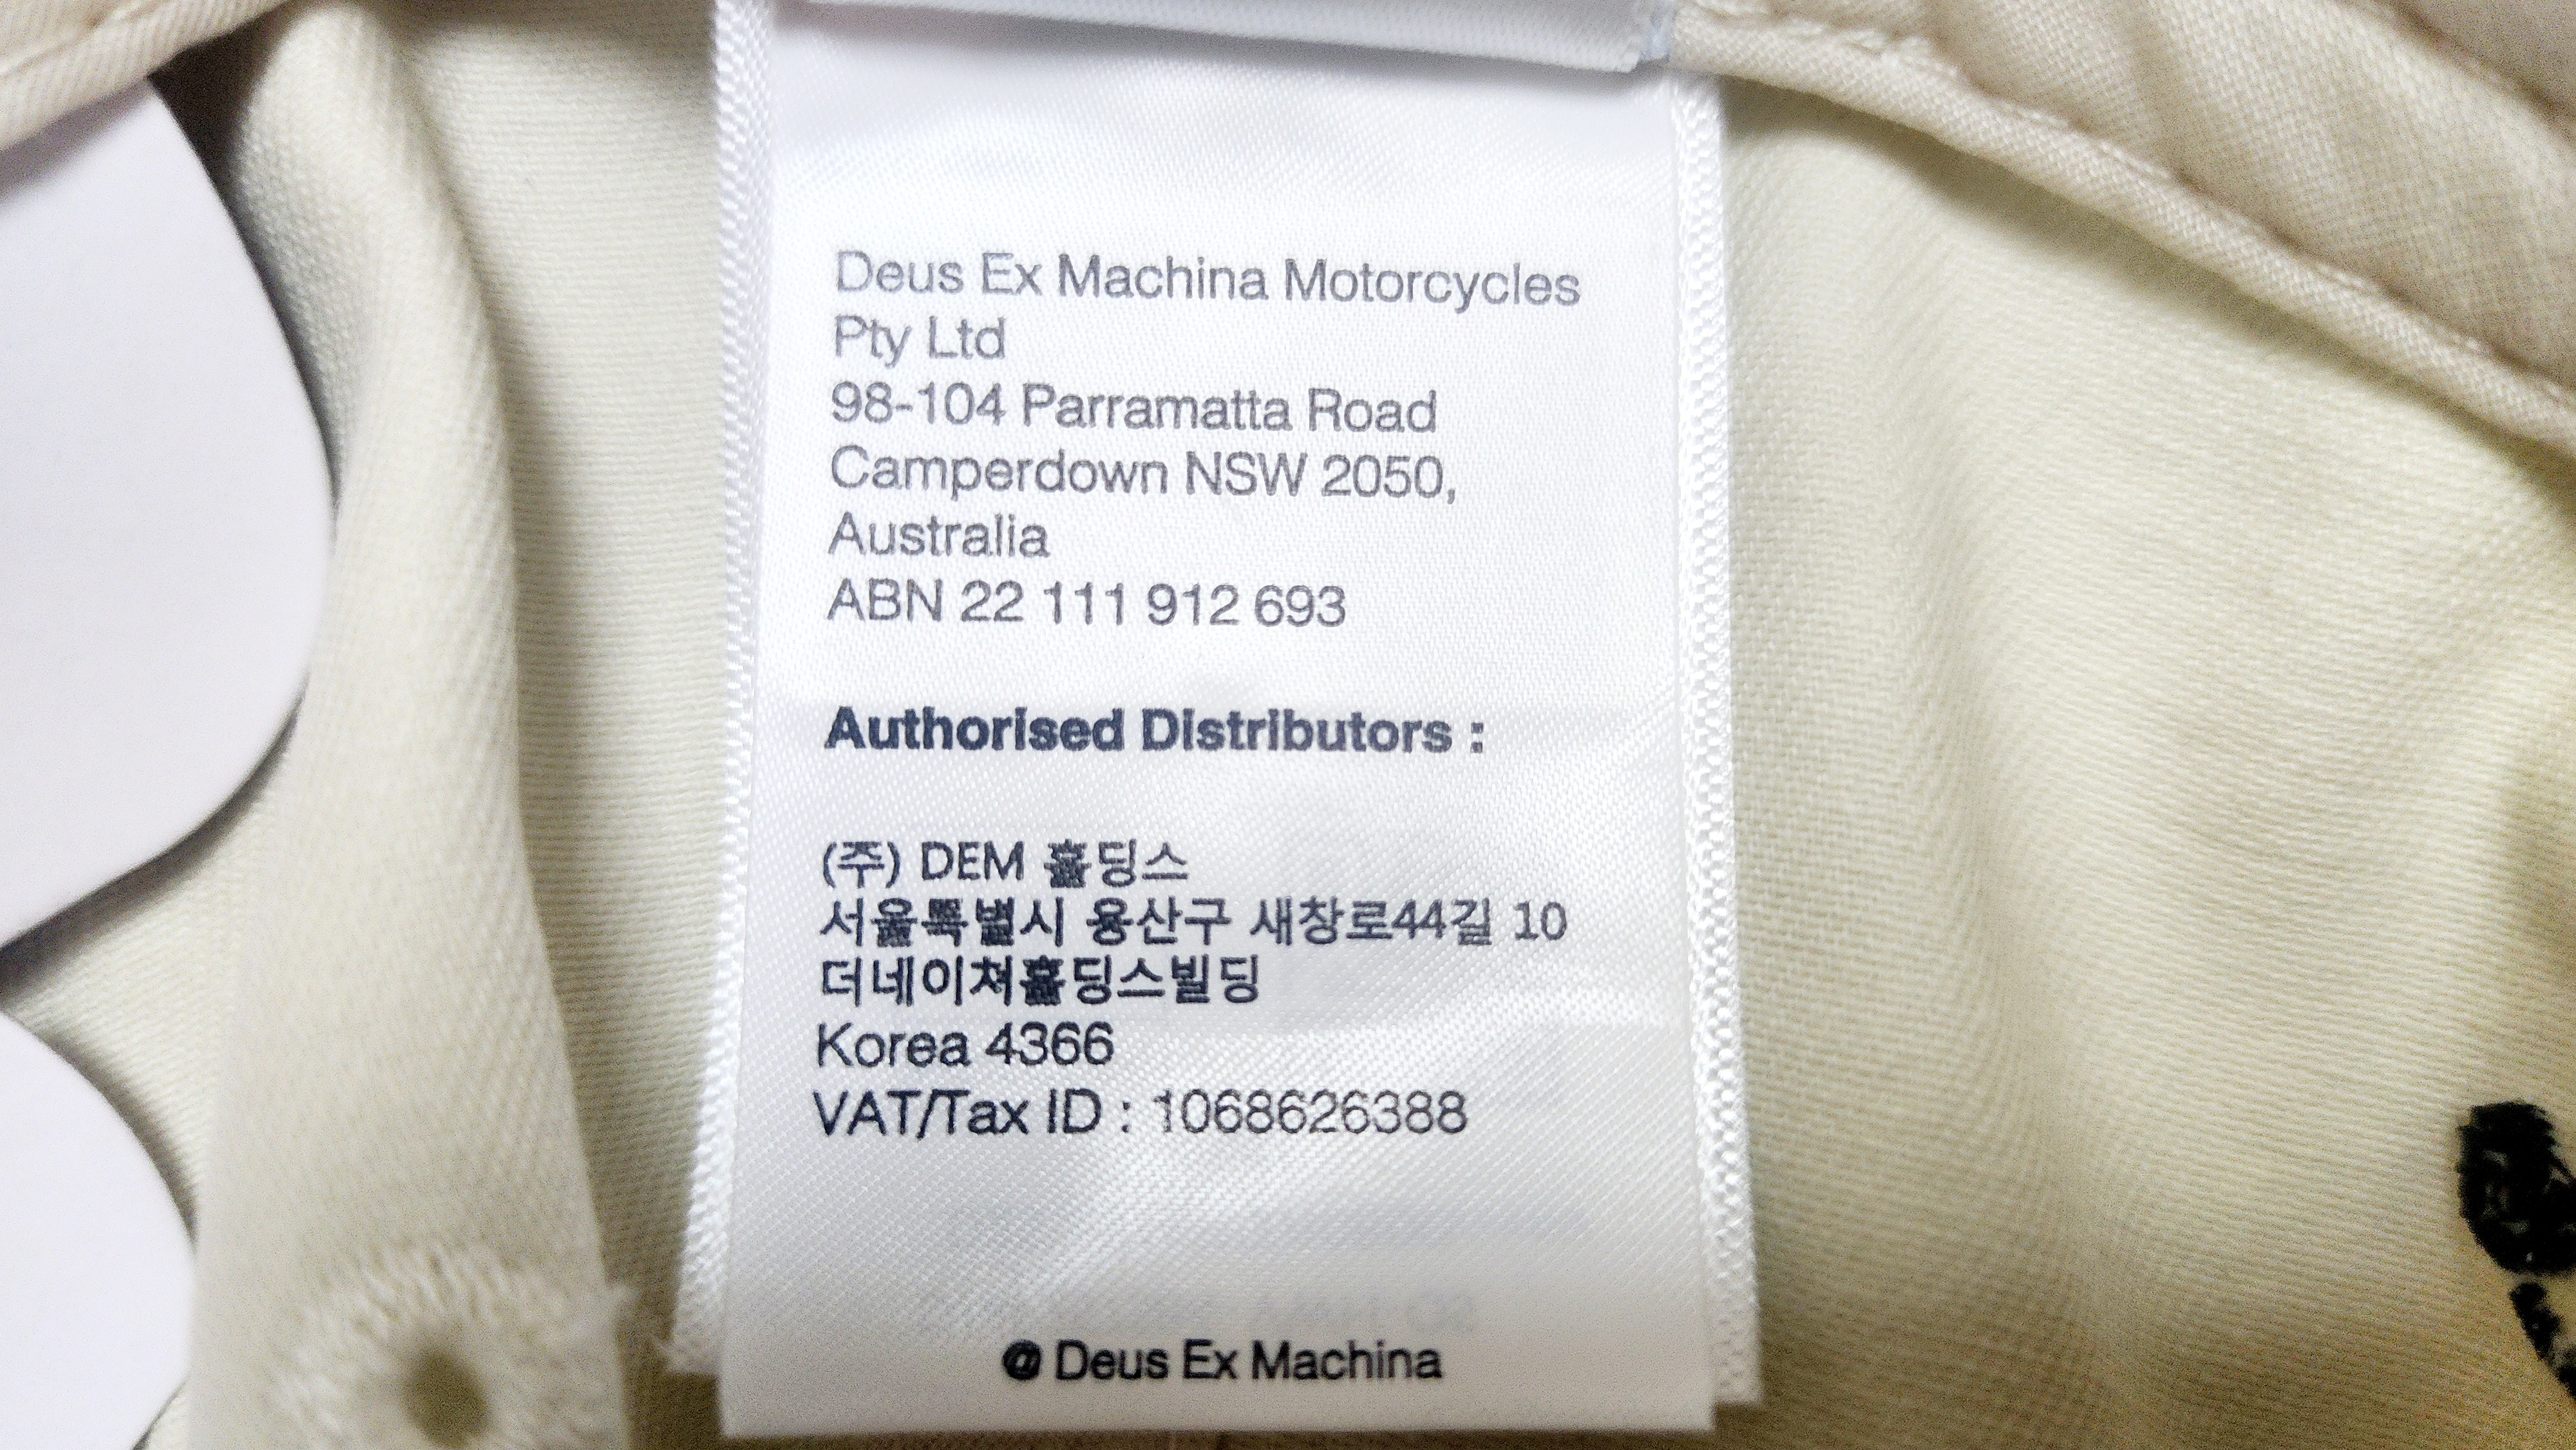 Deus Ex Machina Motorcycles
Pty Ltd
98-104 Parramatta Road
Camperdown NSW 2050,
Australia
ABN 22 111 912 693
Authorised Distributors :
(주) DEM 홀딩스
서울특별시 용산구 새창로44길 10
더네이쳐홀딩스빌딩
Korea 4366
VAT/Tax ID : 1068626388
@ Deus Ex Machina